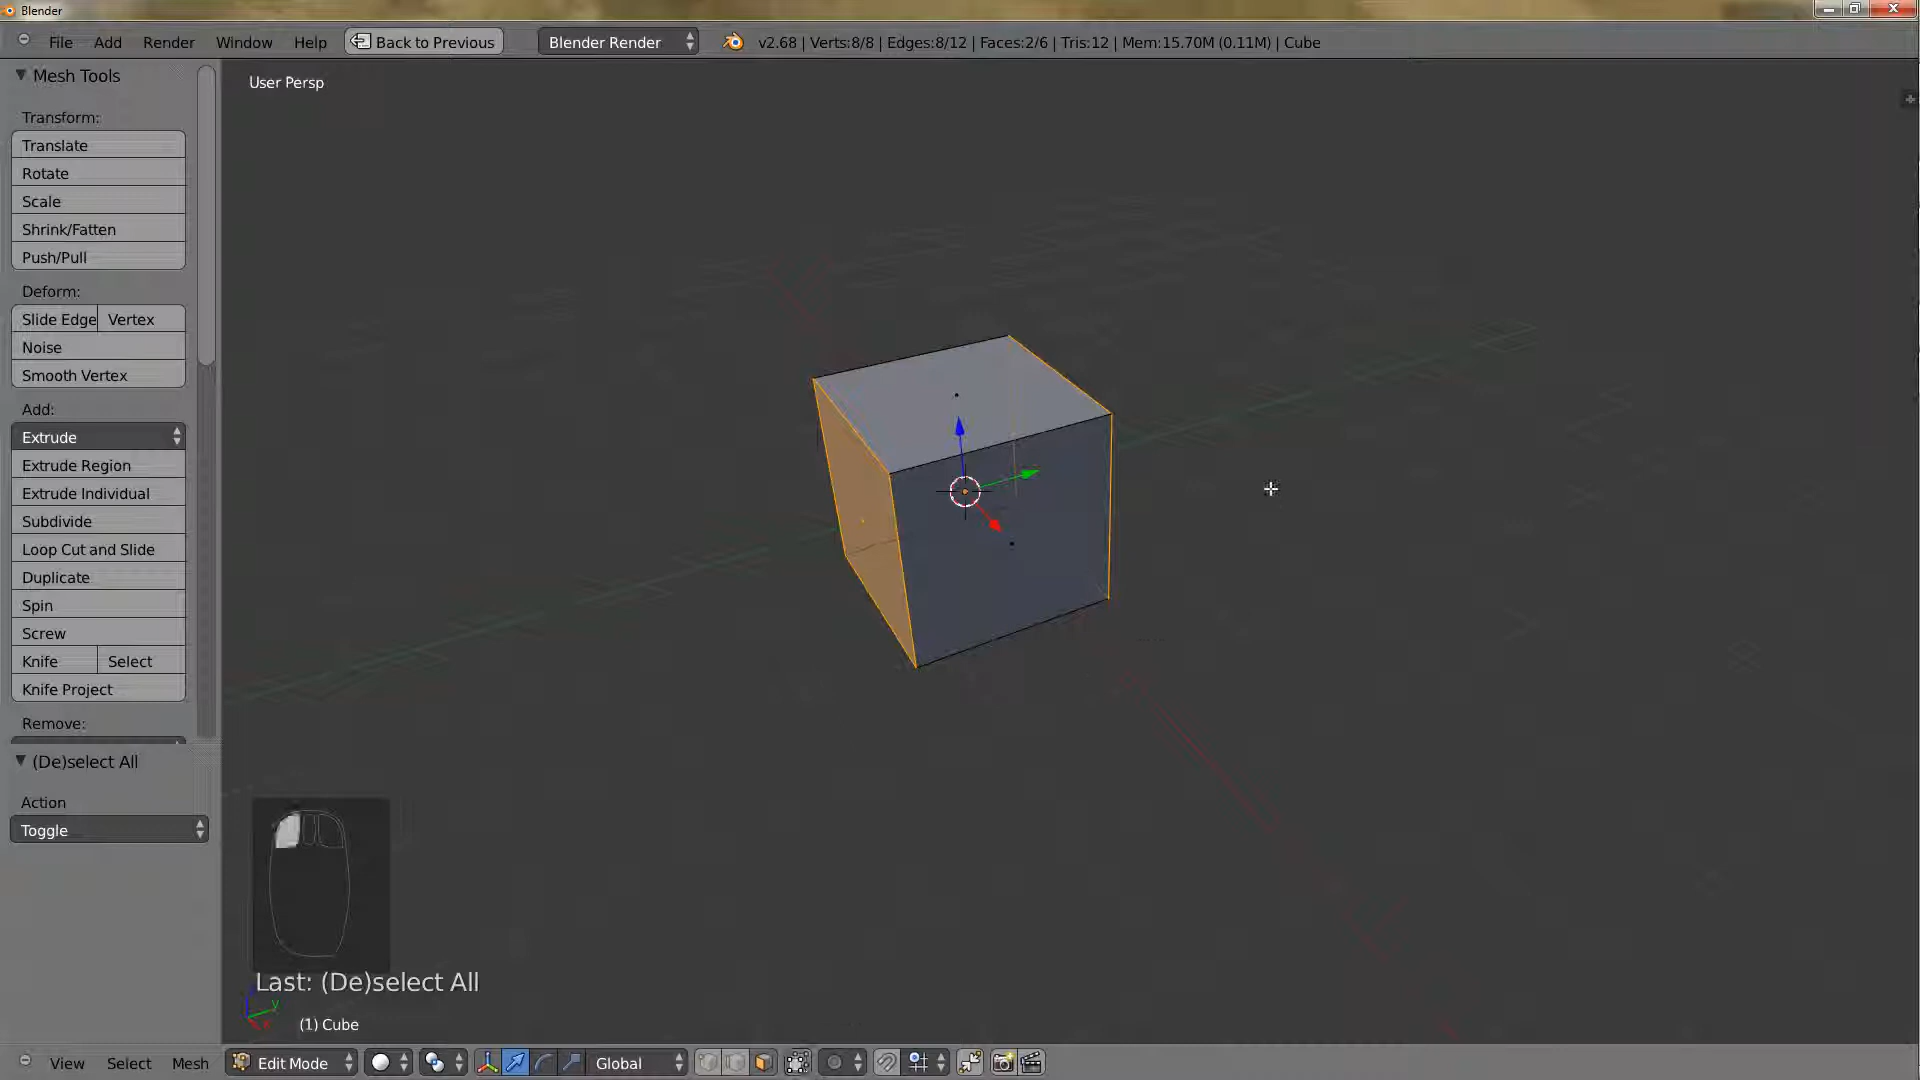 Blender
File Add Render Window Help Back to Previous Blender Render v2.68 | Verts:8/8 | Edges:8/12 | Faces:2/6 | Tris:12 | Mem:15.70M (0.11M) | Cube
Mesh Tools
User Persp
Transform:
Translate
Rotate
Scale
Shrink/Fatten
Push/Pull
Deform:
Slide Edge Vertex
Noise
Smooth Vertex
Add:
Extrude
Extrude Region
Extrude Individual
Subdivide
Loop Cut and Slide
Duplicate
Spin
Screw
Knife Select
Knife Project
Remove:
(De)select All
Action
Toggle
Last: (De)select All
y
x
(1) Cube
View Select Mesh Edit Mode Global